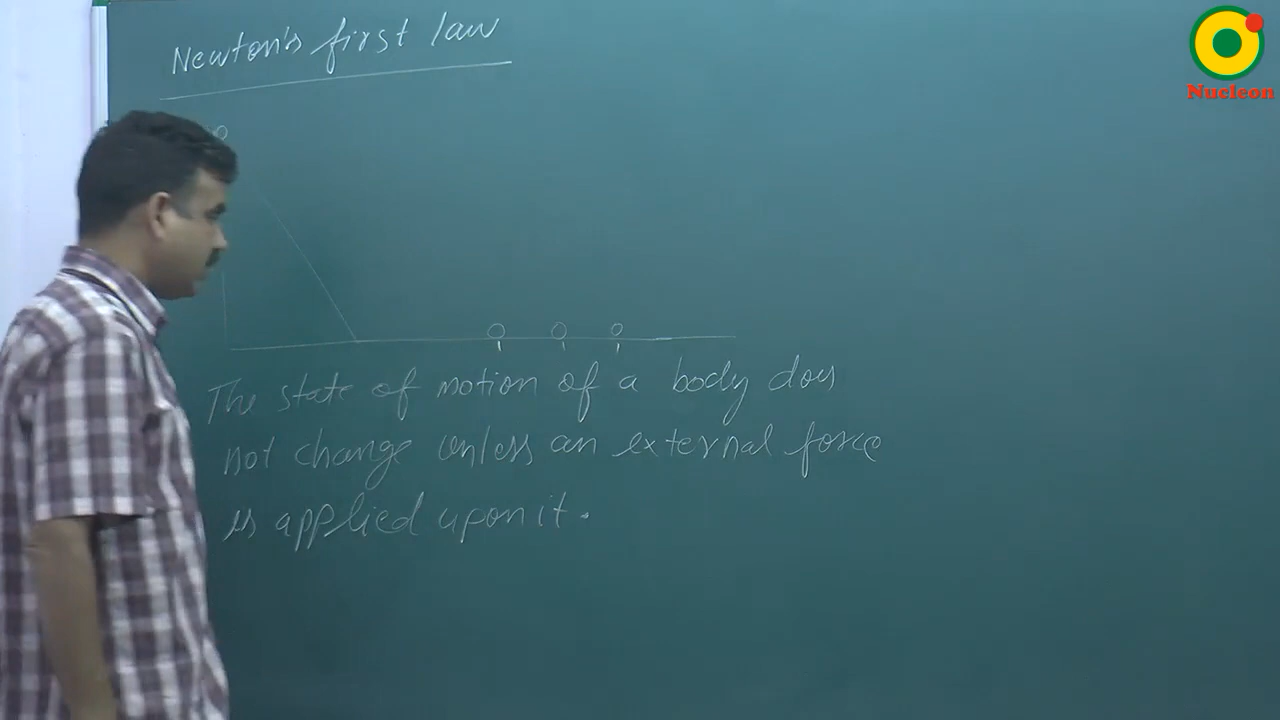 Newton's first law
Nucleon
The state of motion of a body does
not change unless an external force
is applied upon it.